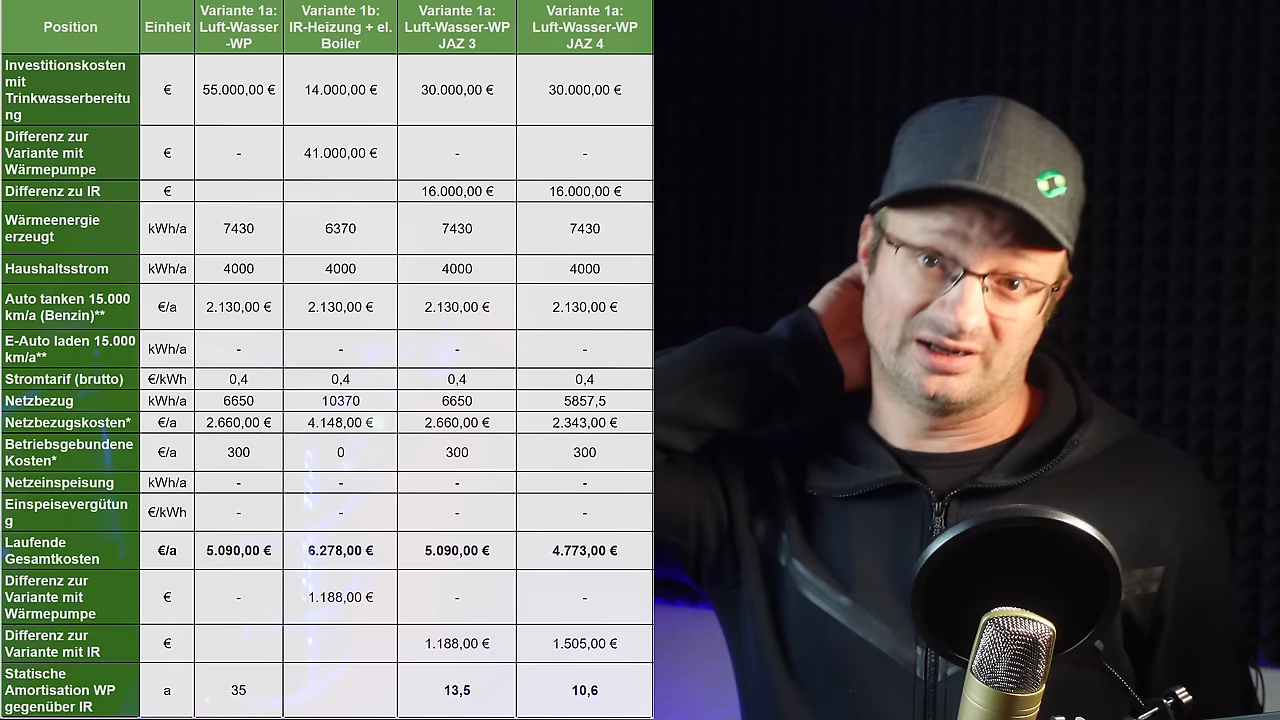 Position Einheit Variante 1a: Luft-Wasser -WP Variante 1b: IR-Heizung + el. Boiler Variante 1a: Luft-Wasser-WP JAZ 3 Variante 1a: Luft-Wasser-WP JAZ 4
Investitionskosten mit Trinkwasserbereitu ng € 55.000,00 € 14.000,00 € 30.000,00 € 30.000,00 €
Differenz zur Variante mit Wärmepumpe € - 41.000,00 € - -
Differenz zu IR € 16.000,00 € 16.000,00 €
Wärmeenergie erzeugt kWh/a 7430 6370 7430 7430
Haushaltsstrom kWh/a 4000 4000 4000 4000
Auto tanken 15.000 km/a (Benzin)** €/a 2.130,00 € 2.130,00 € 2.130,00 € 2.130,00 €
E-Auto laden 15.000 km/a** kWh/a - - - -
Stromtarif (brutto) €/kWh 0,4 0,4 0,4 0,4
Netzbezug kWh/a 6650 10370 6650 5857,5
Netzbezugskosten* €/a 2.660,00 € 4.148,00 € 2.660,00 € 2.343,00 €
Betriebsgebundene Kosten* €/a 300 0 300 300
Netzeinspeisung kWh/a - - - -
Einspeisevergütun g €/kWh - - - -
Laufende Gesamtkosten €/a 5.090,00 € 6.278,00 € 5.090,00 € 4.773,00 €
Differenz zur Variante mit Wärmepumpe € - 1.188,00 € - -
Differenz zur Variante mit IR € 1.188,00 € 1.505,00 €
Statische Amortisation WP gegenüber IR a 35 13,5 10,6